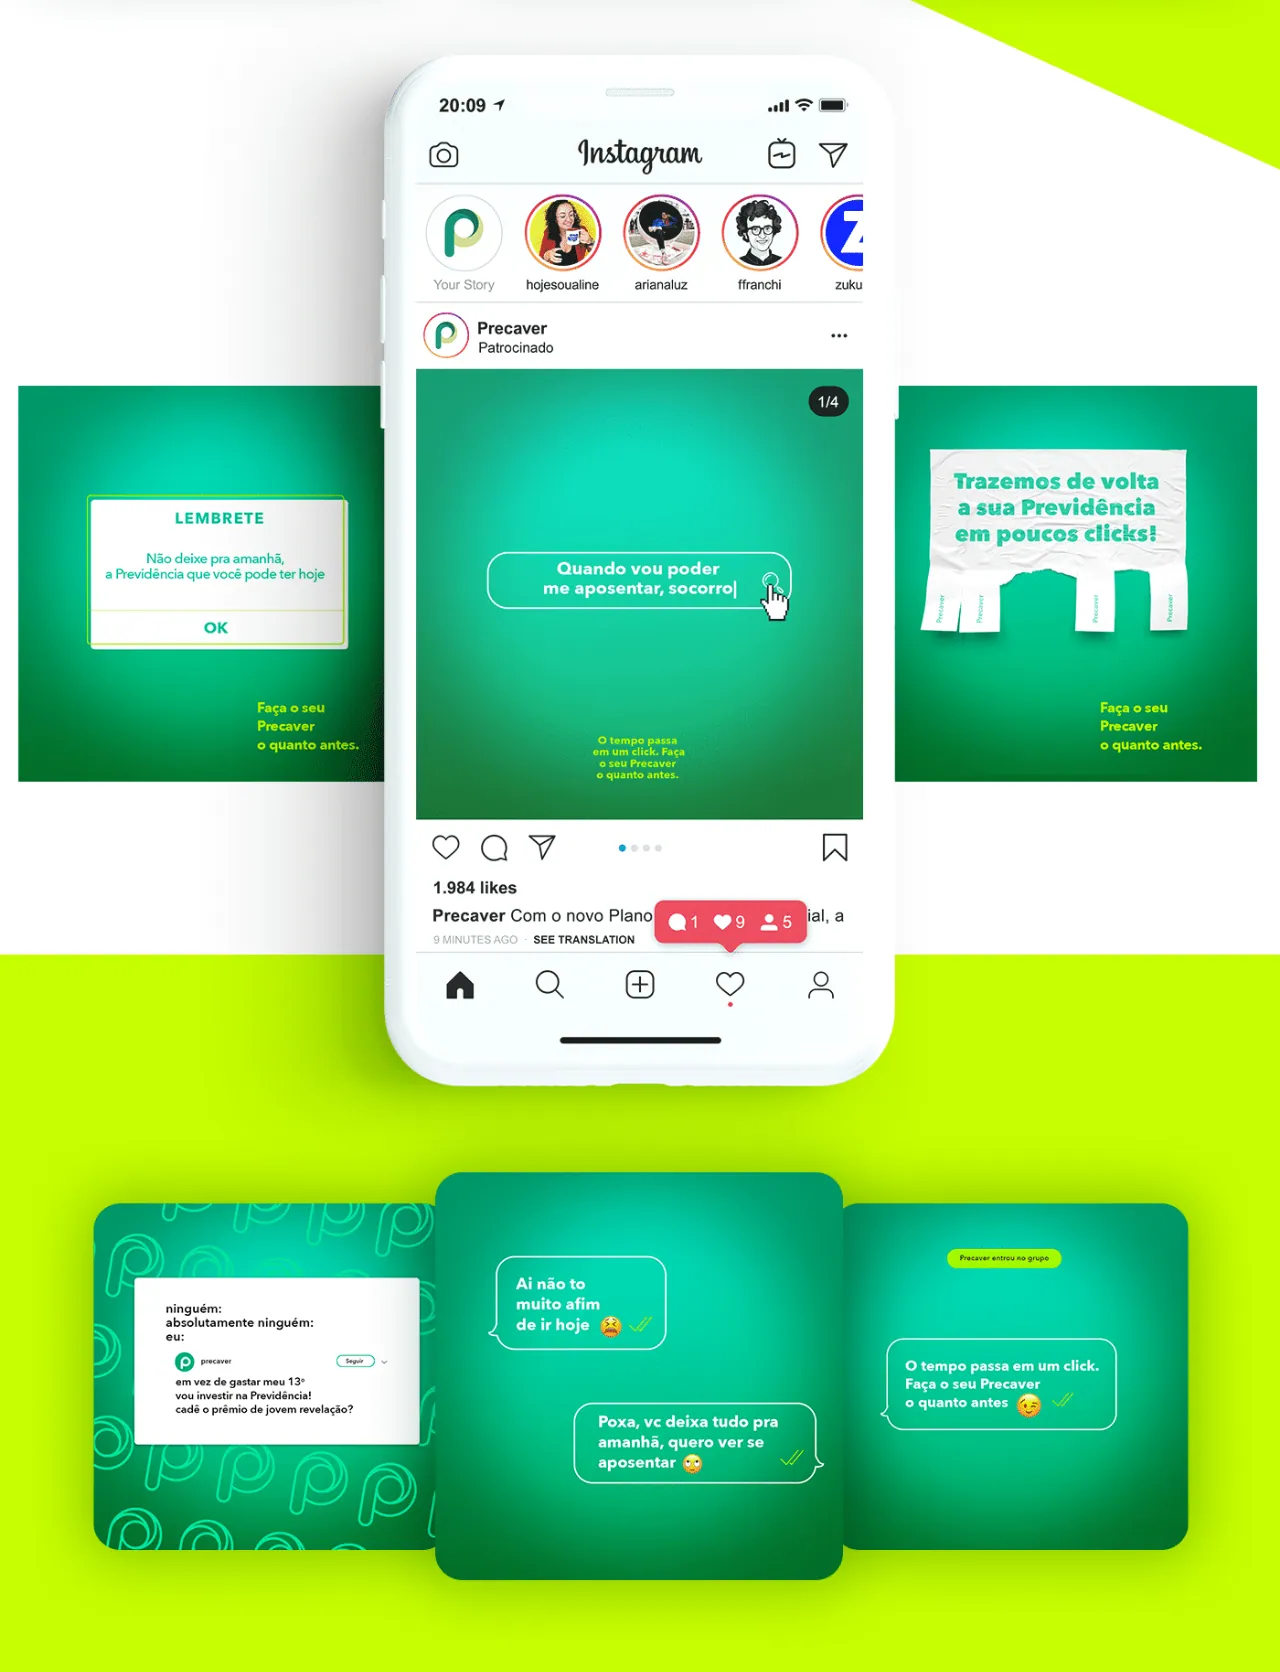 20:09
Instagram
Your Story
hojesoualine
arianaluz
ffranchi
zuku
Precaver
Patrocinado
1/4
Quando vou poder
me aposentar, socorro
O tempo passa
em um click. Faça
o seu Precaver
o quanto antes.
LEMBRETE
Não deixe pra amanhã,
a Previdência que você pode ter hoje
OK
Faça o seu
Precaver
o quanto antes.
Trazemos de volta
a sua Previdência
em poucos clicks!
Precaver
Precaver
Precaver
Precaver
Faça o seu
Precaver
o quanto antes.
1.984 likes
Precaver Com o novo Plano ial, a
1 9 5
9 MINUTES AGO · SEE TRANSLATION
ninguém:
absolutamente ninguém:
eu:
precaver
Seguir
em vez de gastar meu 13º
vou investir na Previdência!
cadê o prêmio de jovem revelação?
Ai não to
muito afim
de ir hoje 😫
Poxa, vc deixa tudo pra
amanhã, quero ver se
aposentar 🙄
Precaver entrou no grupo
O tempo passa em um click.
Faça o seu Precaver
o quanto antes 😉